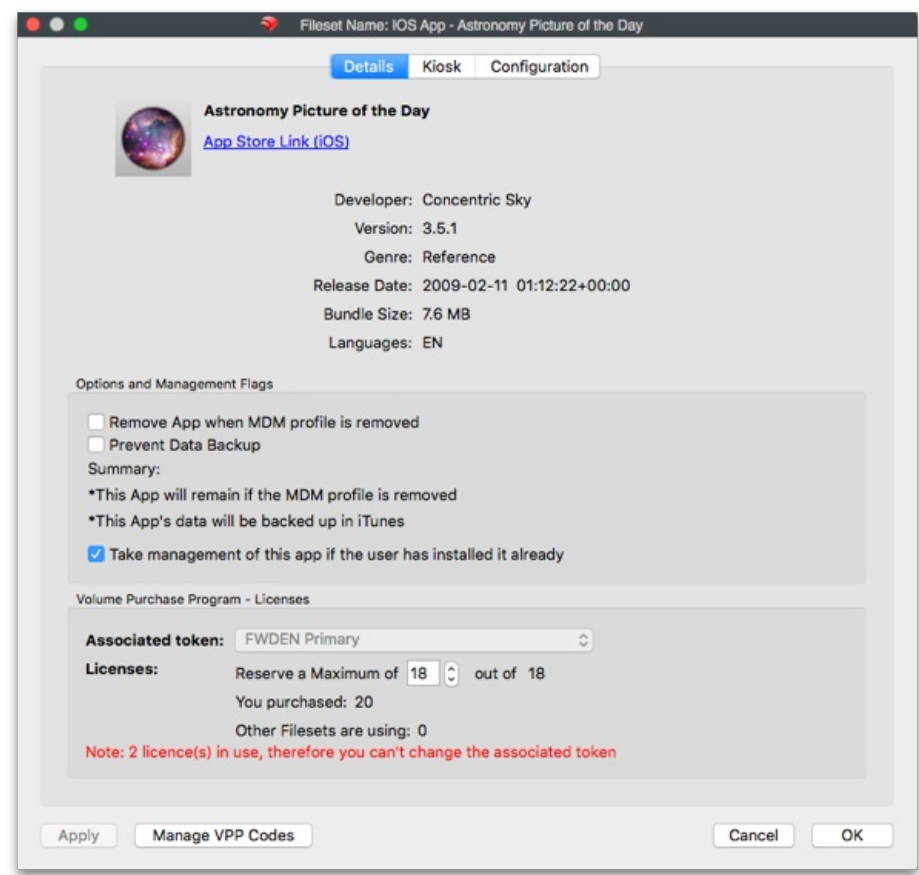 Fileset Name: IOS App - Astronomy Picture of the Day
Details Kiosk Configuration
Astronomy Picture of the Day
App Store Link (iOS)
Developer: Concentric Sky
Version: 3.5.1
Genre: Reference
Release Date: 2009-02-11 01:12:22+00:00
Bundle Size: 7.6 MB
Languages: EN
Options and Management Flags
Remove App when MDM profile is removed
Prevent Data Backup
Summary:
*This App will remain if the MDM profile is removed
*This App's data will be backed up in iTunes
Take management of this app if the user has installed it already
Volume Purchase Program - Licenses
Associated token: FWDEN Primary
Licenses: Reserve a Maximum of 18 out of 18
You purchased: 20
Other Filesets are using: 0
Note: 2 licence(s) in use, therefore you can't change the associated token
Apply Manage VPP Codes Cancel OK